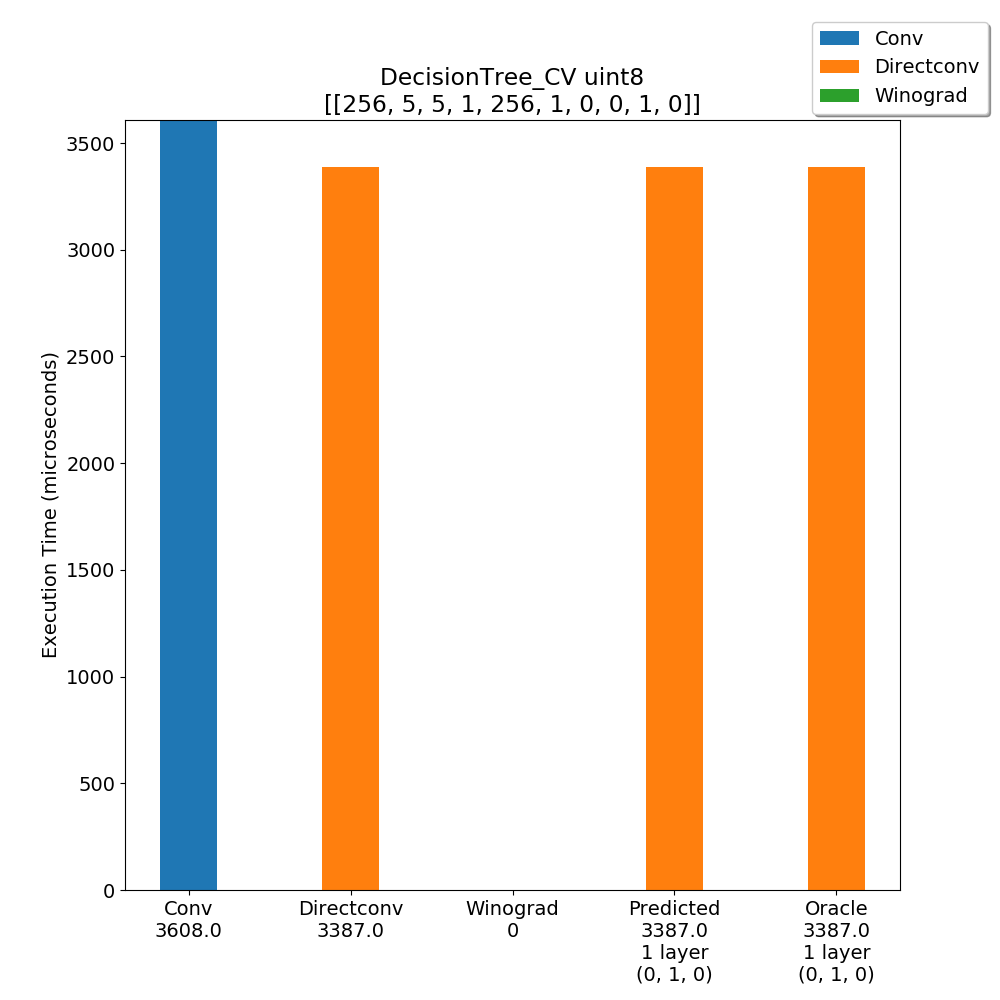 Conv
Directconv
Winograd
DecisionTree_CV uint8
[[256, 5, 5, 1, 256, 1, 0, 0, 1, 0]]
Execution Time (microseconds)
3500
3000
2500
2000
1500
1000
500
0
Conv
3608.0
Directconv
3387.0
Winograd
0
Predicted
3387.0
1 layer
(0, 1, 0)
Oracle
3387.0
1 layer
(0, 1, 0)